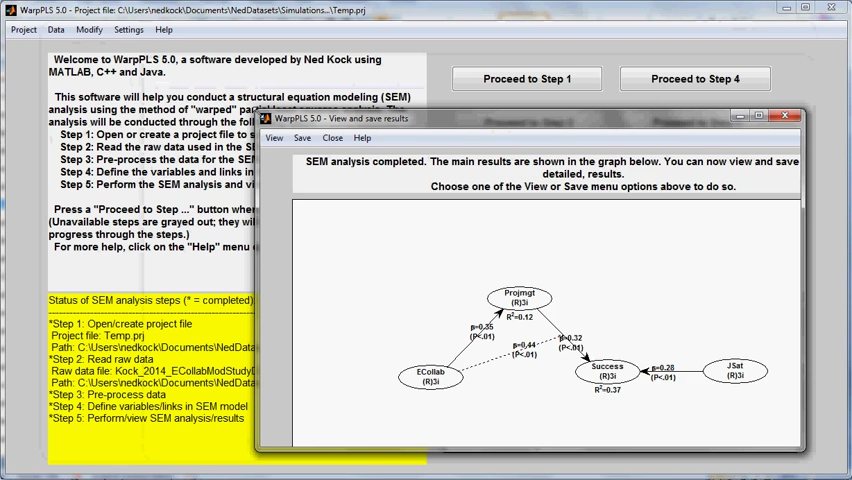 WarpPLS 5.0 - Project file: C:\Users\nedkock\Documents\NedDatasets\Simulations...\Temp.prj
Project Data Modify Settings Help
Welcome to WarpPLS 5.0, a software developed by Ned Kock using
MATLAB, C++ and Java.
This software will help you conduct a structural equation modeling (SEM)
analysis using the method of "warped"
analysis will be conducted through the
Step 1: Open or create a project file to
Step 2: Read the raw data used in the SE
Step 3: Pre-process the data for the SE
Step 4: Define the variables and links in
Step 5: Perform the SEM analysis and vi
Press a "Proceed to Step ..." button whe
(Unavailable steps are grayed out; they wi
progress through the steps.)
For more help, click on the "Help" menu
Proceed to Step 1
Proceed to Step 4
Status of SEM analysis steps (* = completed)
*Step 1: Open/create project file
Project file: Temp.prj
Path: C:\Users\nedkock\Documents\NedData
*Step 2: Read raw data
Raw data file: Kock_2014_ECollabModStudyD
Path: C:\Users\nedkock\Documents\NedData
*Step 3: Pre-process data
*Step 4: Define variables/links in SEM model
*Step 5: Perform/view SEM analysis/results
WarpPLS 5.0 - View and save results
View Save Close Help
SEM analysis completed. The main results are shown in the graph below. You can now view and save
detailed, results.
Choose one of the View or Save menu options above to do so.
Projmgt
(R)3i
R²=0.12
β=0.35
(P<.01)
β=0.32
(P<.01)
β=0.44
(P<.01)
ECollab
(R)3i
Success
(R)3i
R²=0.37
β=0.28
(P<.01)
JSat
(R)3i